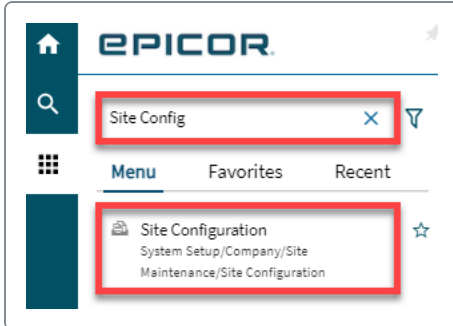 EPICOR
Site Config
Menu Favorites Recent
Site Configuration
System Setup/Company/Site
Maintenance/Site Configuration